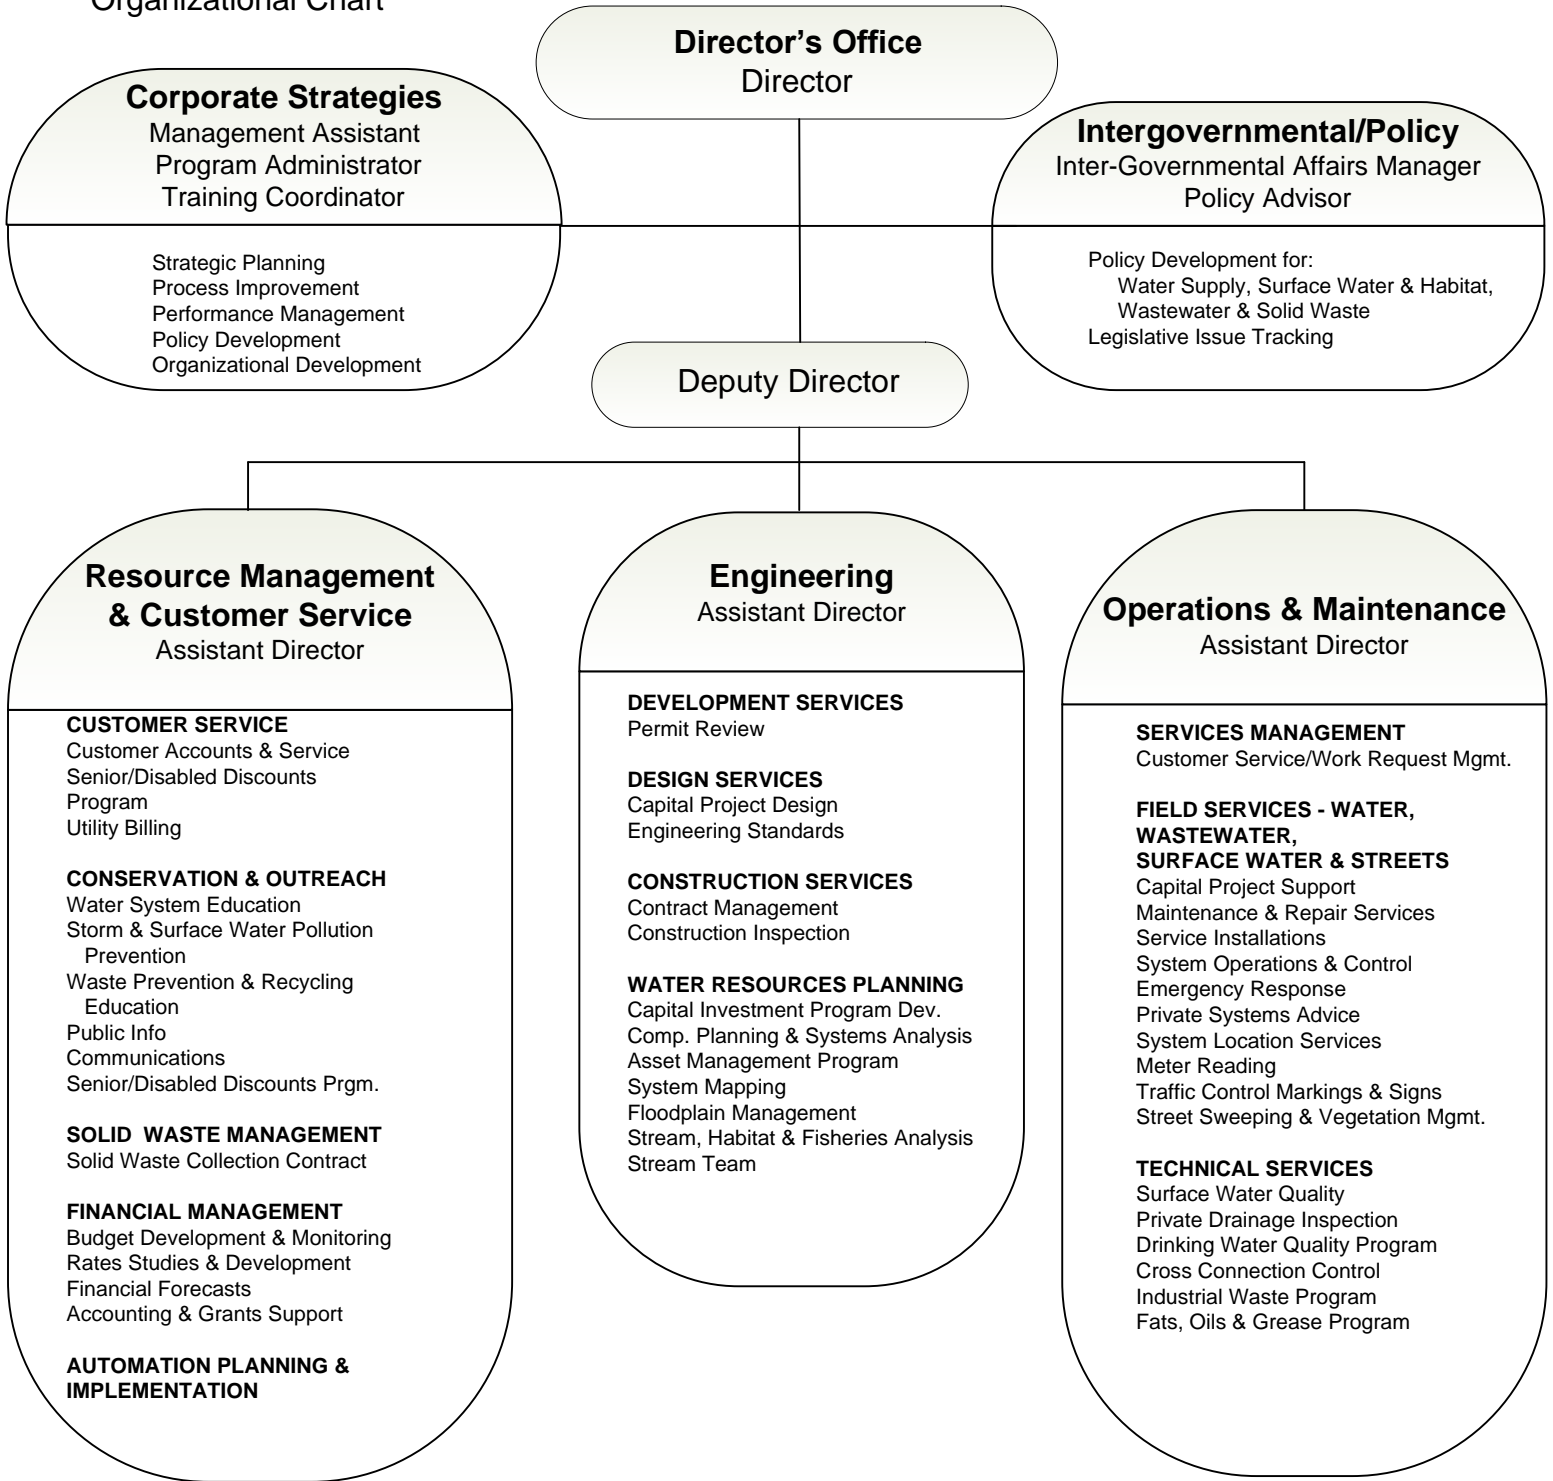 Organizational Chart
Director’s Office
Director
Corporate Strategies
Management Assistant
Program Administrator
Training Coordinator
Strategic Planning
Process Improvement
Performance Management
Policy Development
Organizational Development
Intergovernmental/Policy
Inter-Governmental Affairs Manager
Policy Advisor
Policy Development for:
Water Supply, Surface Water & Habitat,
Wastewater & Solid Waste
Legislative Issue Tracking
Deputy Director
Resource Management
& Customer Service
Assistant Director
CUSTOMER SERVICE
Customer Accounts & Service
Senior/Disabled Discounts
Program
Utility Billing
CONSERVATION & OUTREACH
Water System Education
Storm & Surface Water Pollution
Prevention
Waste Prevention & Recycling
Education
Public Info
Communications
Senior/Disabled Discounts Prgm.
SOLID WASTE MANAGEMENT
Solid Waste Collection Contract
FINANCIAL MANAGEMENT
Budget Development & Monitoring
Rates Studies & Development
Financial Forecasts
Accounting & Grants Support
AUTOMATION PLANNING &
IMPLEMENTATION
Engineering
Assistant Director
DEVELOPMENT SERVICES
Permit Review
DESIGN SERVICES
Capital Project Design
Engineering Standards
CONSTRUCTION SERVICES
Contract Management
Construction Inspection
WATER RESOURCES PLANNING
Capital Investment Program Dev.
Comp. Planning & Systems Analysis
Asset Management Program
System Mapping
Floodplain Management
Stream, Habitat & Fisheries Analysis
Stream Team
Operations & Maintenance
Assistant Director
SERVICES MANAGEMENT
Customer Service/Work Request Mgmt.
FIELD SERVICES - WATER,
WASTEWATER,
SURFACE WATER & STREETS
Capital Project Support
Maintenance & Repair Services
Service Installations
System Operations & Control
Emergency Response
Private Systems Advice
System Location Services
Meter Reading
Traffic Control Markings & Signs
Street Sweeping & Vegetation Mgmt.
TECHNICAL SERVICES
Surface Water Quality
Private Drainage Inspection
Drinking Water Quality Program
Cross Connection Control
Industrial Waste Program
Fats, Oils & Grease Program